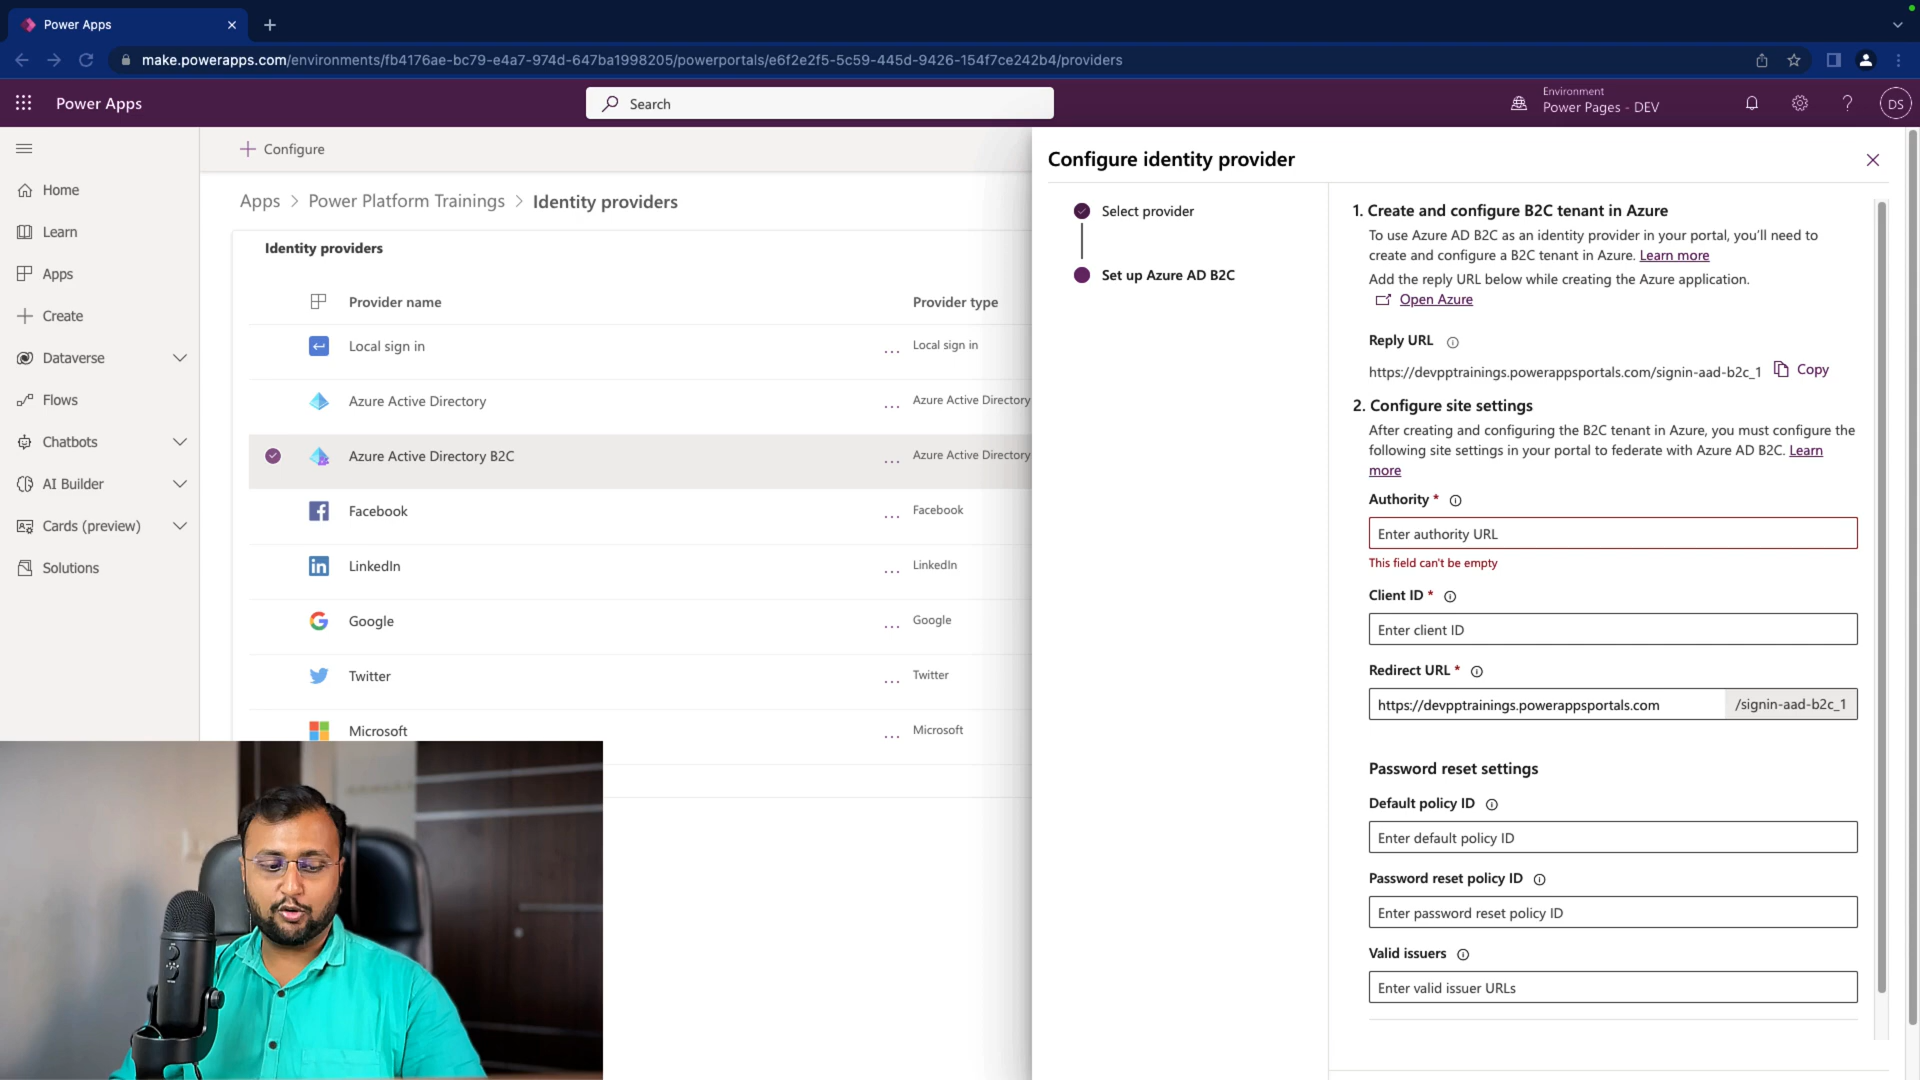 Power Apps
make.powerapps.com/environments/fb4176ae-bc79-e4a7-974d-647ba1998205/powerportals/e6f2e2f5-5c59-445d-9426-154f7ce242b4/providers
Power Apps
Search
Environment
Power Pages - DEV
DS
Home
Learn
Apps
Create
Dataverse
Flows
Chatbots
AI Builder
Cards (preview)
Solutions
Configure
Apps > Power Platform Trainings > Identity providers
Identity providers
Provider name Provider type
Local sign in ... Local sign in
Azure Active Directory ... Azure Active Directory
Azure Active Directory B2C ... Azure Active Directory
Facebook ... Facebook
LinkedIn ... LinkedIn
Google ... Google
Twitter ... Twitter
Microsoft ... Microsoft
Configure identity provider
Select provider
Set up Azure AD B2C
1. Create and configure B2C tenant in Azure
To use Azure AD B2C as an identity provider in your portal, you'll need to
create and configure a B2C tenant in Azure. Learn more
Add the reply URL below while creating the Azure application.
Open Azure
Reply URL
https://devpptrainings.powerappsportals.com/signin-aad-b2c_1 Copy
2. Configure site settings
After creating and configuring the B2C tenant in Azure, you must configure the
following site settings in your portal to federate with Azure AD B2C. Learn
more
Authority *
Enter authority URL
This field can't be empty
Client ID *
Enter client ID
Redirect URL *
https://devpptrainings.powerappsportals.com /signin-aad-b2c_1
Password reset settings
Default policy ID
Enter default policy ID
Password reset policy ID
Enter password reset policy ID
Valid issuers
Enter valid issuer URLs